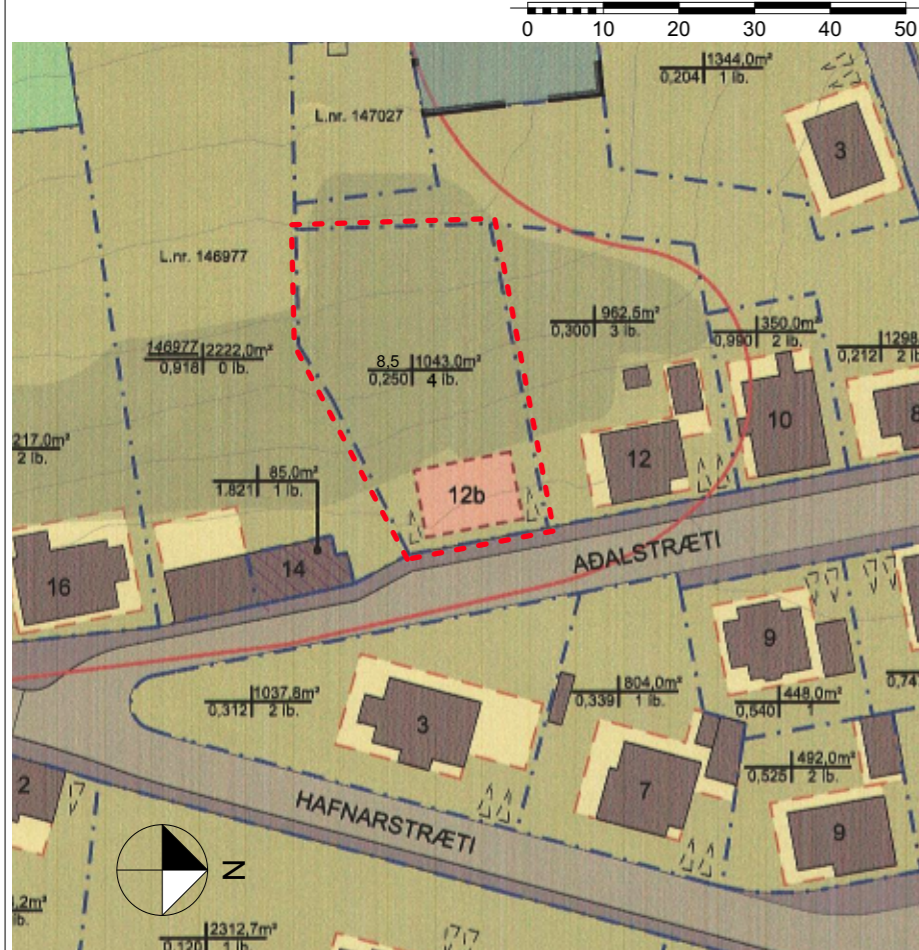 0 10 20 30 40 50
1344,0m²
0,204 1 lb.
L.nr. 147027
3
L.nr. 146977
146977 2222,0m²
0,918 0 lb.
8,5 1043,0m²
0,250 4 lb.
962,5m²
0,300 3 lb.
350,0m²
0,990 2 lb.
1298
0,212 2 lb
217,0m²
2 lb.
10
8
12
85,0m²
1.821 1 lb.
12b
AÐALSTRÆTI
14
16
9
1037,8m²
0,312 2 lb.
804,0m²
0,339 1 lb.
448,0m²
0,640 1
0,74
3
492,0m²
0,525 2 lb.
2
7
HAFNARSTRÆTI
9
N
,2m²
lb.
2312,7m²
0,120 1 lb.